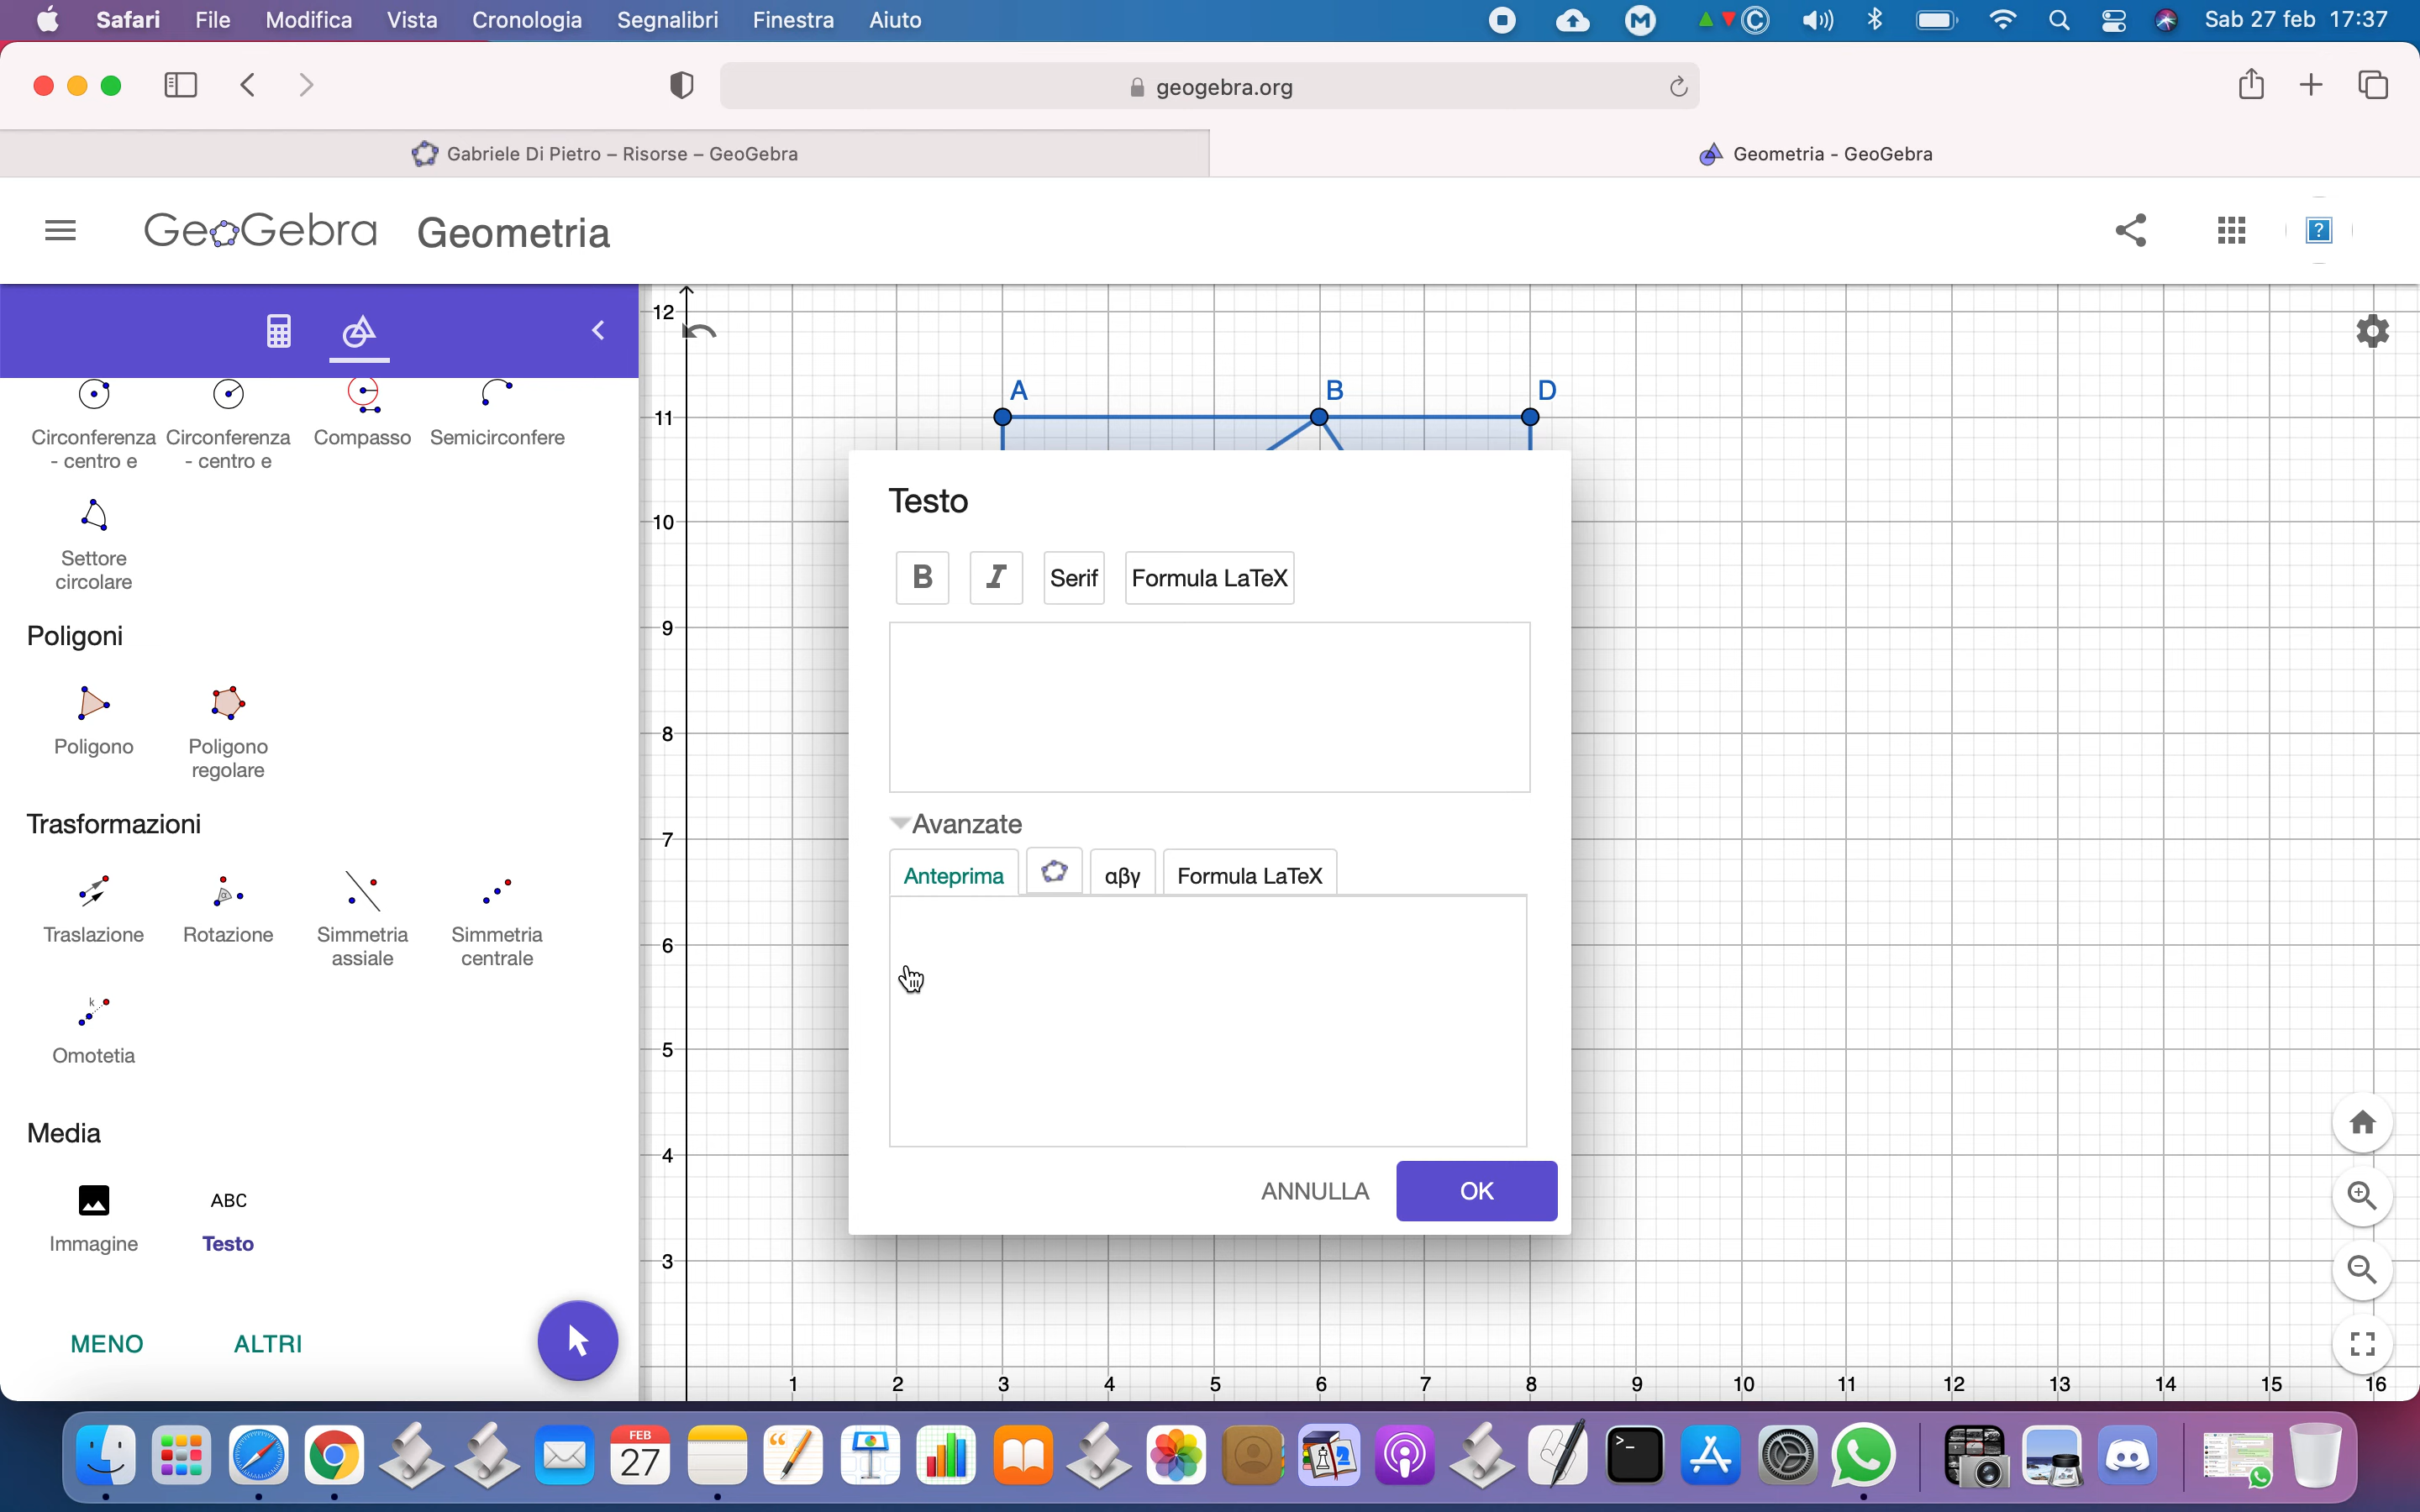 Safari File Modifica Vista Cronologia Segnalibri Finestra Aiuto
Sab 27 feb 17:37
geogebra.org
Gabriele Di Pietro – Risorse – GeoGebra
Geometria - GeoGebra
GeoGebra Geometria
Circonferenza - centro e
Circonferenza - centro e
Compasso
Semicirconfere
Settore circolare
Poligoni
Poligono
Poligono regolare
Trasformazioni
Traslazione
Rotazione
Simmetria assiale
Simmetria centrale
k
Omotetia
Media
Immagine
ABC
Testo
MENO ALTRI
12
11
10
9
8
7
6
5
4
3
A B D
Testo
B I Serif Formula LaTeX
Avanzate
Anteprima αβγ Formula LaTeX
ANNULLA OK
1 2 3 4 5 6 7 8 9 10 11 12 13 14 15 16
FEB
27